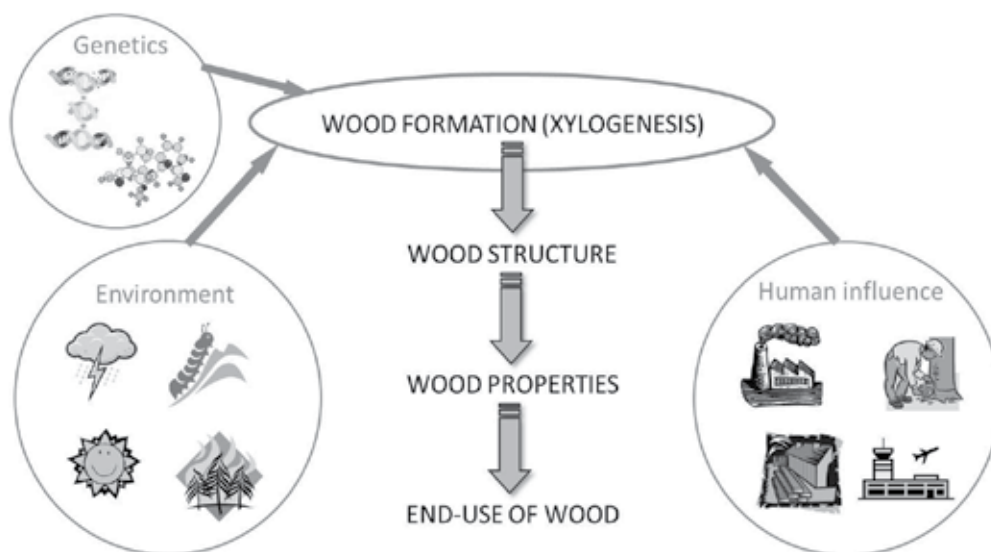 Genetics
WOOD FORMATION (XYLOGENESIS)
WOOD STRUCTURE
Environment
Human influence
WOOD PROPERTIES
END-USE OF WOOD